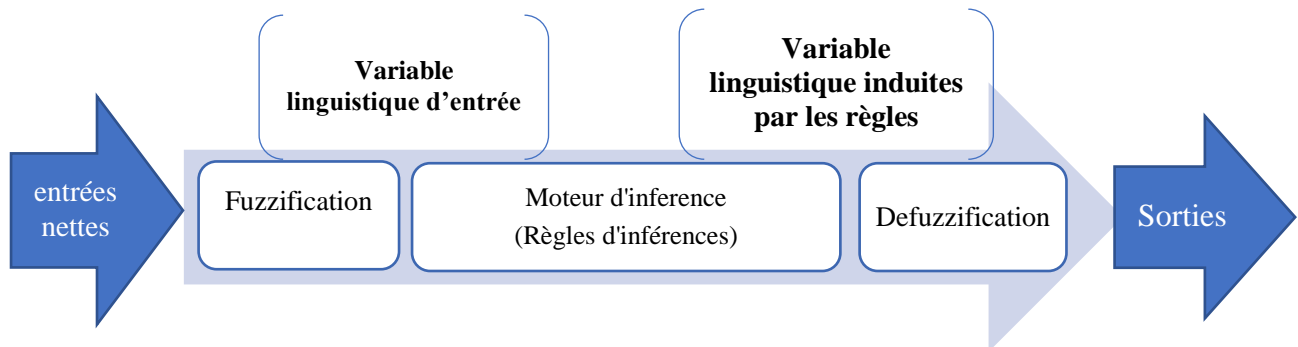 Variable
linguistique d'entrée
Variable
linguistique induites
par les règles
entrées
nettes
Fuzzification
Moteur d'inference
(Règles d'inférences)
Defuzzification
Sorties